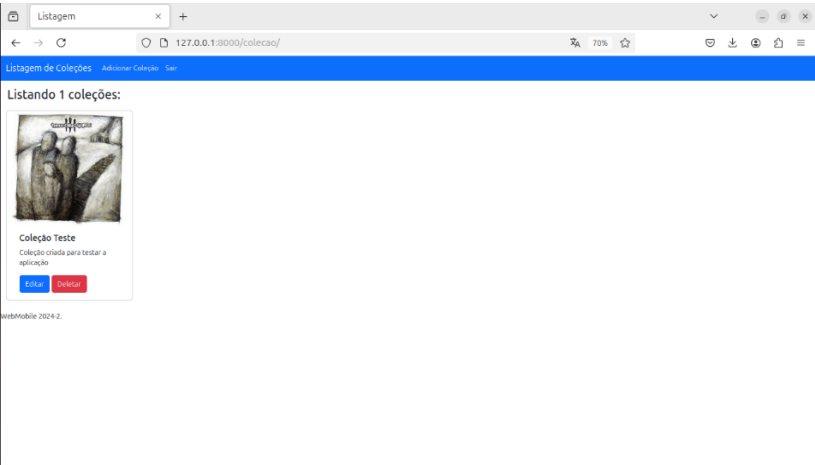 Listagem
127.0.0.1:8000/colecao/
70%
Listagem de Coleções Adicionar Coleção Sair
Listando 1 coleções:
Coleção Teste
Coleção criada para testar a
aplicação
Editar Deletar
WebMobile 2024-2.